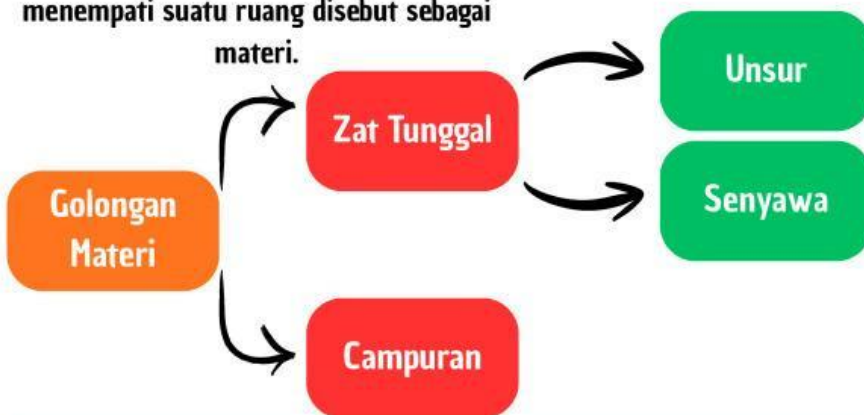 menempati suatu ruang disebut sebagai
materi.
Unsur
Zat Tunggal
Senyawa
Golongan
Materi
Campuran